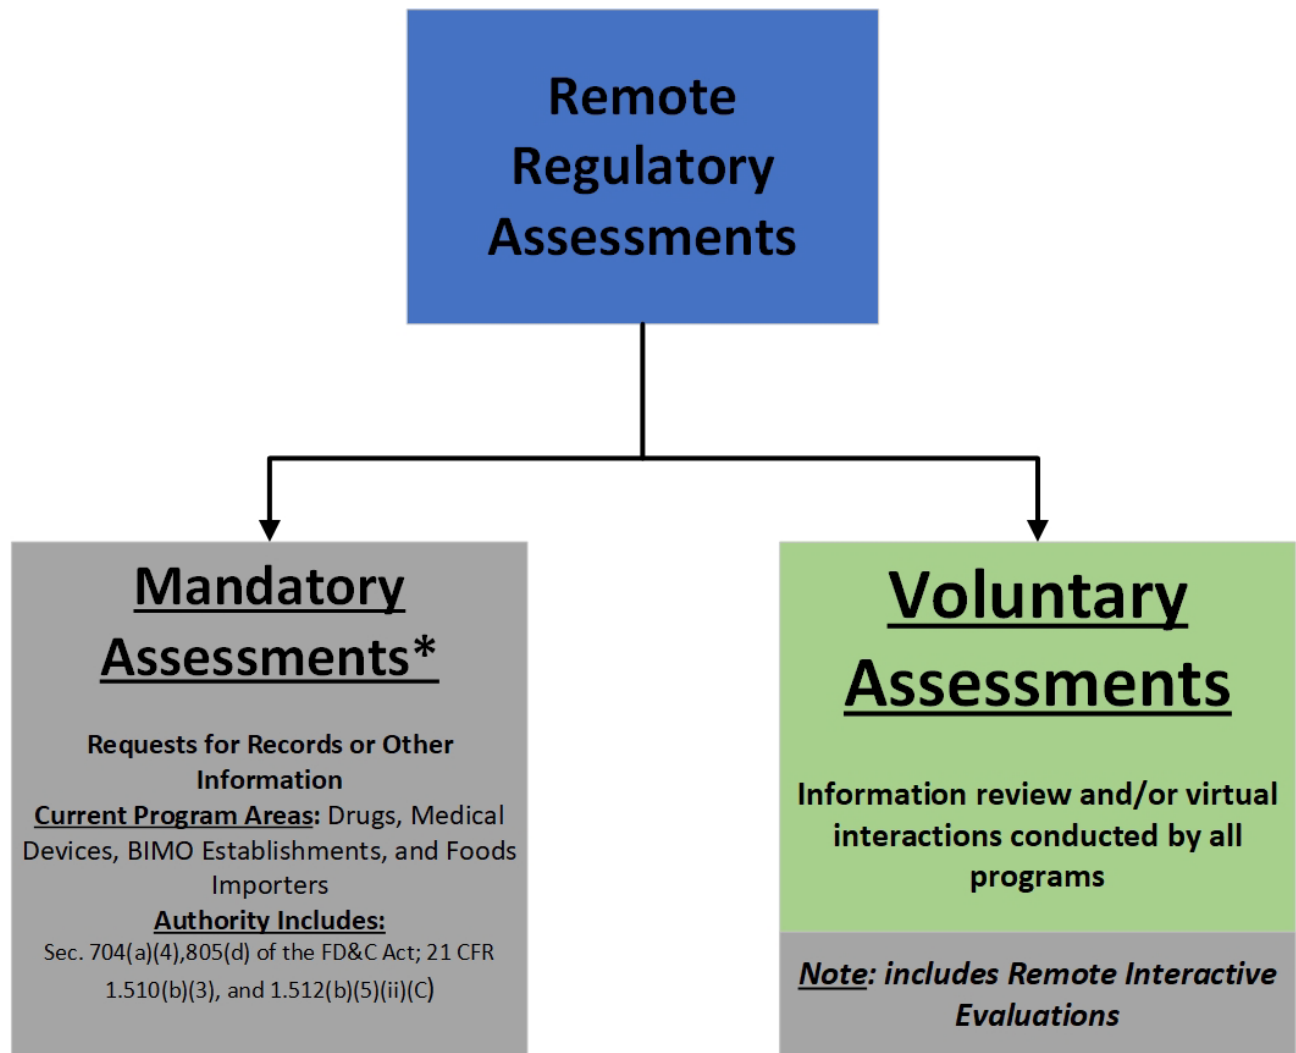 Remote
Regulatory
Assessments
Mandatory
Assessments*
Requests for Records or Other
Information
Current Program Areas: Drugs, Medical
Devices, BIMO Establishments, and Foods
Importers
Authority Includes:
Sec. 704(a)(4),805(d) of the FD&C Act; 21 CFR
1.510(b)(3), and 1.512(b)(5)(ii)(C)
Voluntary
Assessments
Information review and/or virtual
interactions conducted by all
programs
Note: includes Remote Interactive
Evaluations